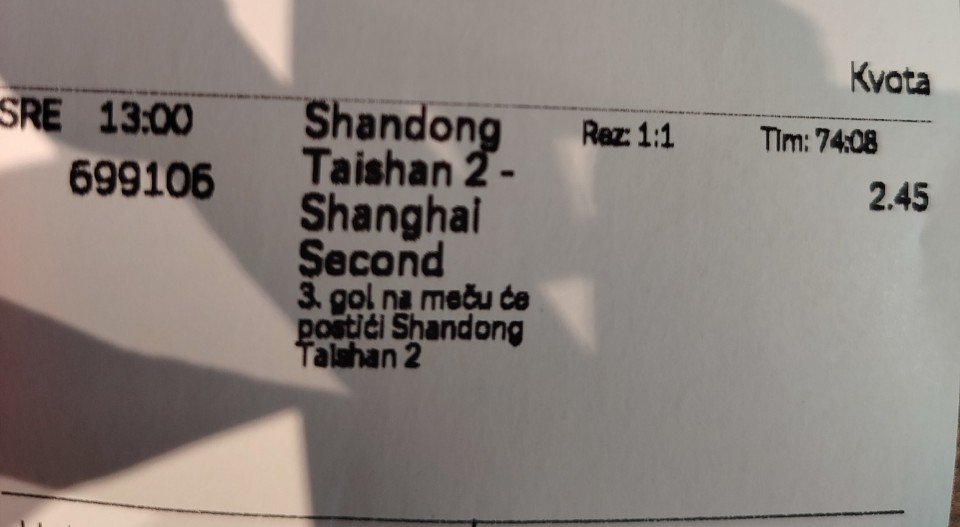 Kvota
SRE 13:00 Shandong Rez: 1:1 Tim: 74:08
699106 Taishan 2 - 2.45
Shanghai
Second
3. gol na meču će
postići Shandong
Taishan 2